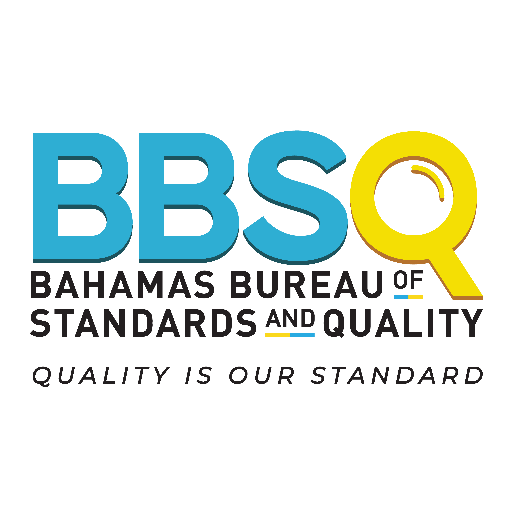 BBSQ
BAHAMAS BUREAU OF
STANDARDS AND QUALITY
QUALITY IS OUR STANDARD